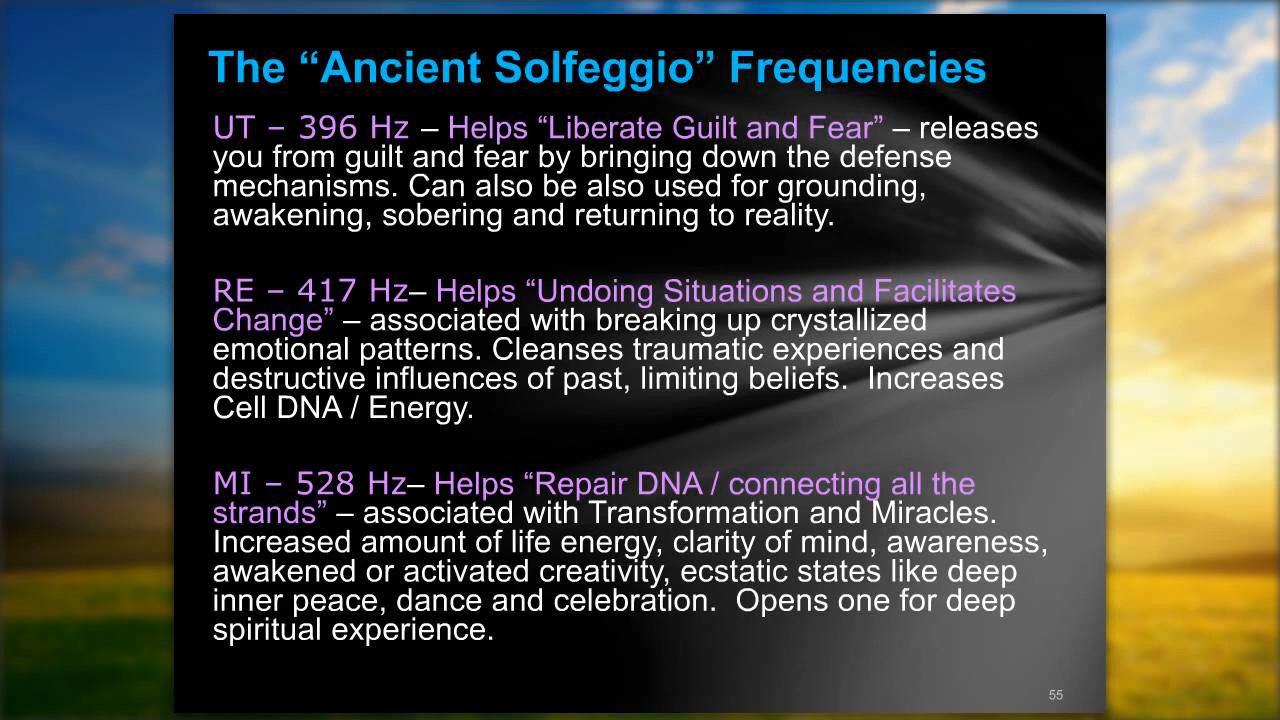 The “Ancient Solfeggio” Frequencies
UT – 396 Hz – Helps “Liberate Guilt and Fear” – releases
you from guilt and fear by bringing down the defense
mechanisms. Can also be also used for grounding,
awakening, sobering and returning to reality.
RE – 417 Hz– Helps “Undoing Situations and Facilitates
Change” – associated with breaking up crystallized
emotional patterns. Cleanses traumatic experiences and
destructive influences of past, limiting beliefs.  Increases
Cell DNA / Energy.
MI – 528 Hz– Helps “Repair DNA / connecting all the
strands” – associated with Transformation and Miracles.
Increased amount of life energy, clarity of mind, awareness,
awakened or activated creativity, ecstatic states like deep
inner peace, dance and celebration.  Opens one for deep
spiritual experience.
55